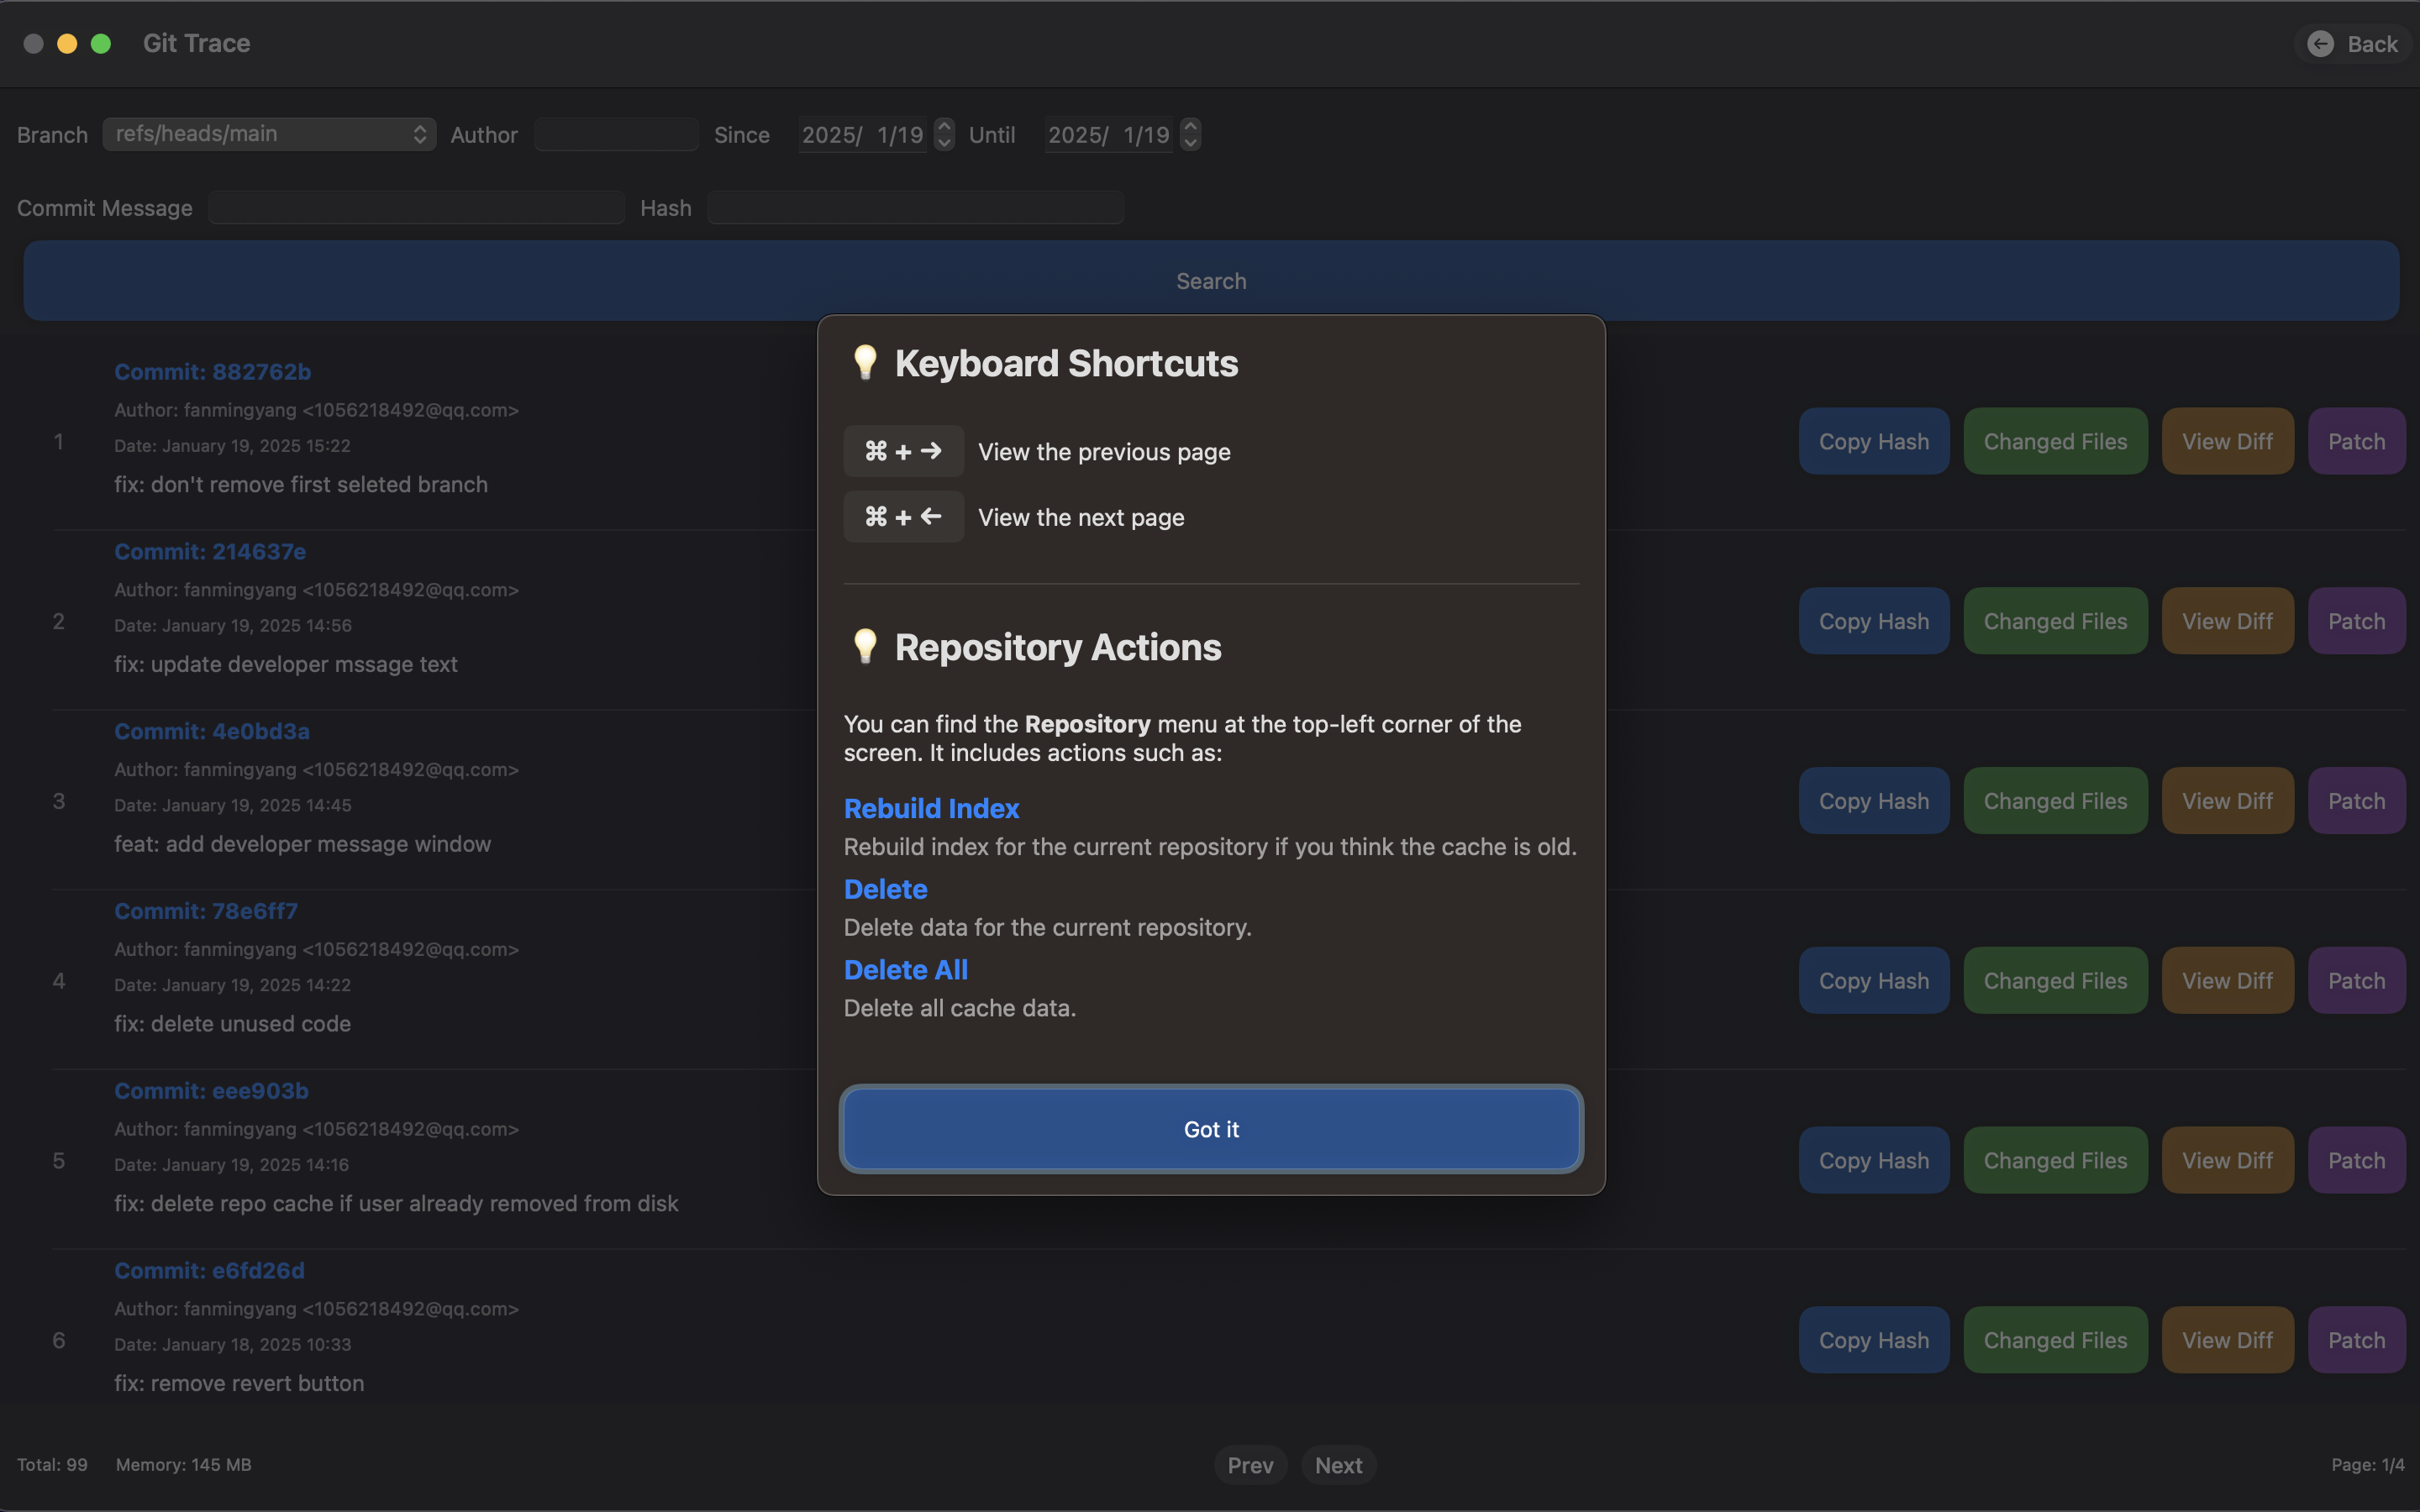 Git Trace
Back
Branch refs/heads/main Author Since 2025/ 1/19 Until 2025/ 1/19
Commit Message Hash
Search
Commit: 882762b
Author: fanmingyang <1056218492@qq.com>
1
Date: January 19, 2025 15:22
fix: don't remove first seleted branch
Copy Hash Changed Files View Diff Patch
Commit: 214637e
Author: fanmingyang <1056218492@qq.com>
2
Date: January 19, 2025 14:56
fix: update developer mssage text
Copy Hash Changed Files View Diff Patch
Commit: 4e0bd3a
Author: fanmingyang <1056218492@qq.com>
3
Date: January 19, 2025 14:45
feat: add developer message window
Copy Hash Changed Files View Diff Patch
Commit: 78e6ff7
Author: fanmingyang <1056218492@qq.com>
4
Date: January 19, 2025 14:22
fix: delete unused code
Copy Hash Changed Files View Diff Patch
Commit: eee903b
Author: fanmingyang <1056218492@qq.com>
5
Date: January 19, 2025 14:16
fix: delete repo cache if user already removed from disk
Copy Hash Changed Files View Diff Patch
Commit: e6fd26d
Author: fanmingyang <1056218492@qq.com>
6
Date: January 18, 2025 10:33
fix: remove revert button
Copy Hash Changed Files View Diff Patch
💡 Keyboard Shortcuts
⌘ + → View the previous page
⌘ + ← View the next page
💡 Repository Actions
You can find the Repository menu at the top-left corner of the
screen. It includes actions such as:
Rebuild Index
Rebuild index for the current repository if you think the cache is old.
Delete
Delete data for the current repository.
Delete All
Delete all cache data.
Got it
Total: 99 Memory: 145 MB
Prev Next
Page: 1/4